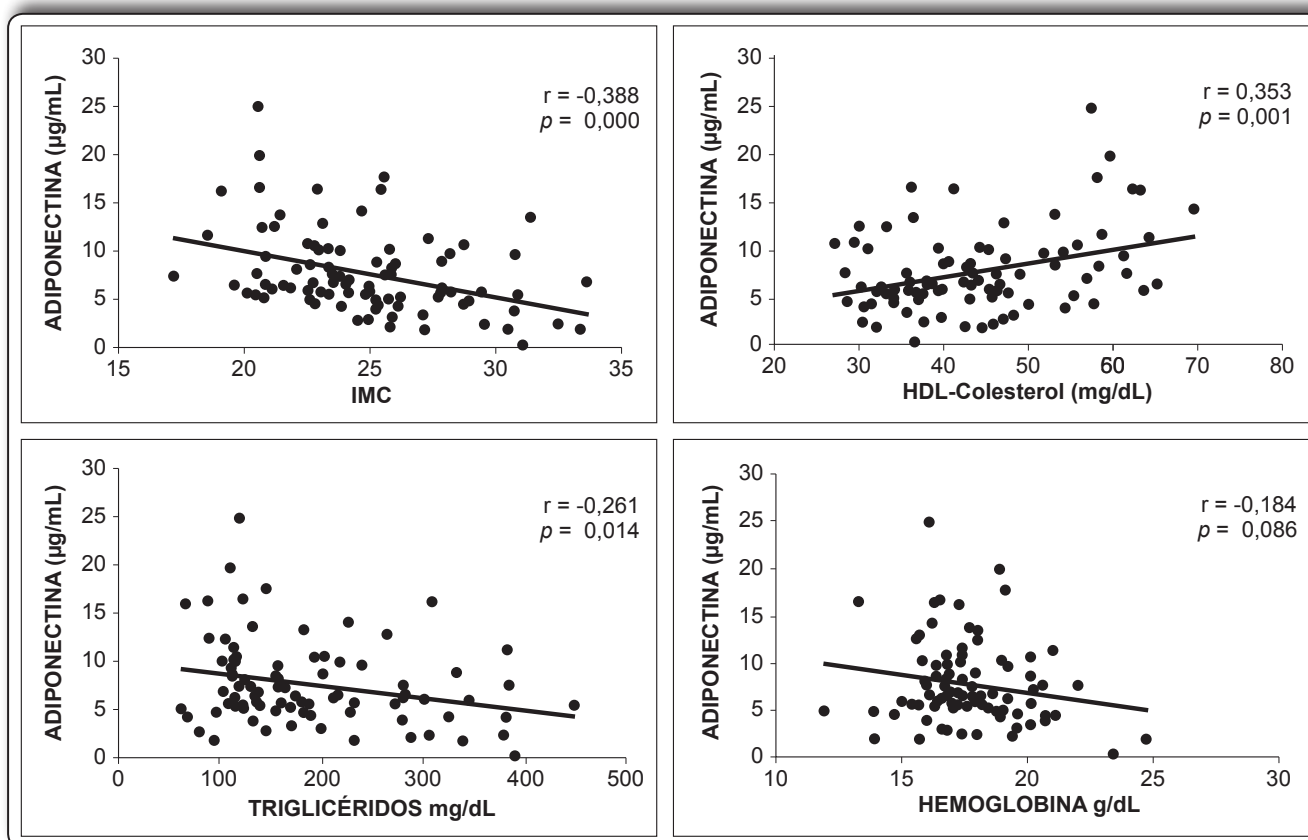 30
25
20
15
10
5
0
ADIPONECTINA (µg/mL)
r = -0,388
p = 0,000
15 20 25 30 35
IMC
30
25
20
15
10
5
0
ADIPONECTINA (µg/mL)
r = 0,353
p = 0,001
20 30 40 50 60 70 80
HDL-Colesterol (mg/dL)
30
25
20
15
10
5
0
ADIPONECTINA (µg/mL)
r = -0,261
p = 0,014
0 100 200 300 400 500
TRIGLICÉRIDOS mg/dL
30
25
20
15
10
5
0
ADIPONECTINA (µg/mL)
r = -0,184
p = 0,086
10 15 20 25 30
HEMOGLOBINA g/dL